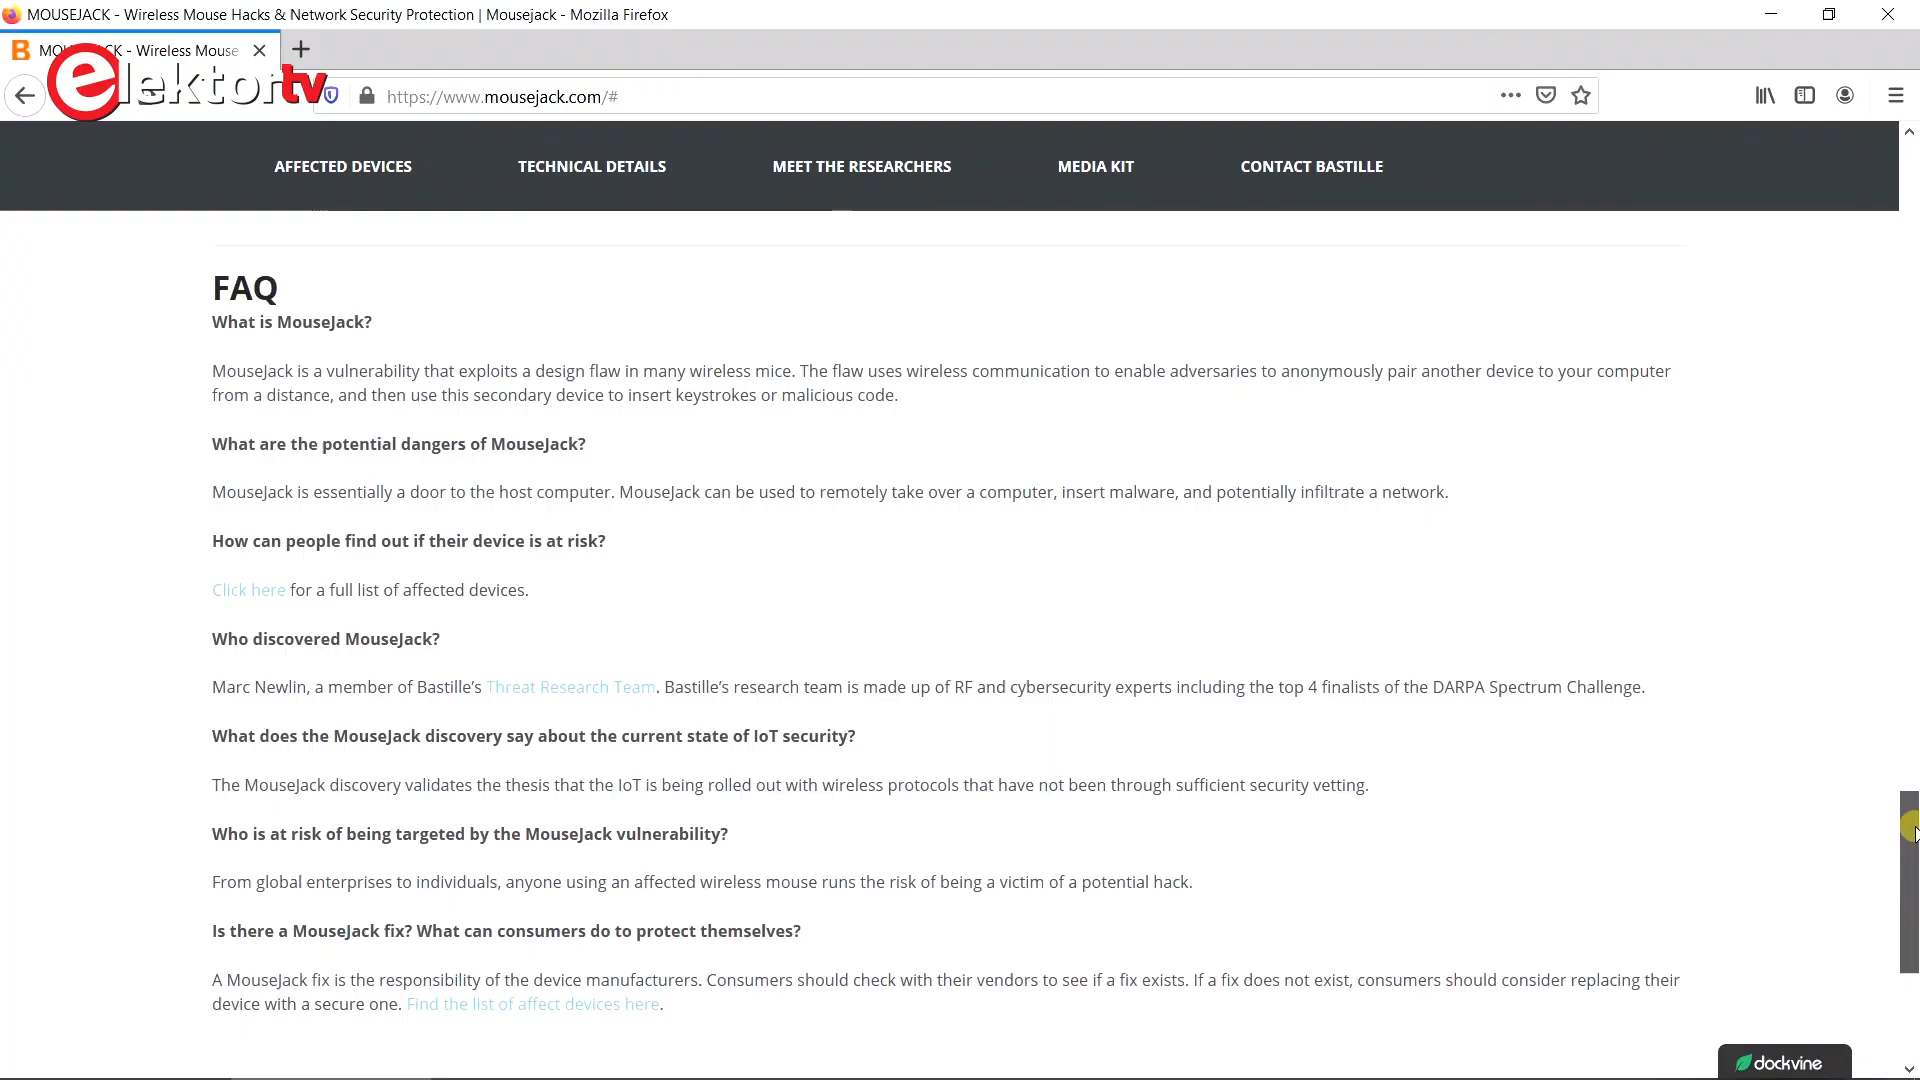 MOUSEJACK - Wireless Mouse Hacks & Network Security Protection | Mousejack - Mozilla Firefox
- Wireless Mouse
elektor tv
https://www.mousejack.com/#
AFFECTED DEVICES TECHNICAL DETAILS MEET THE RESEARCHERS MEDIA KIT CONTACT BASTILLE
FAQ
What is MouseJack?
MouseJack is a vulnerability that exploits a design flaw in many wireless mice. The flaw uses wireless communication to enable adversaries to anonymously pair another device to your computer
from a distance, and then use this secondary device to insert keystrokes or malicious code.
What are the potential dangers of MouseJack?
MouseJack is essentially a door to the host computer. MouseJack can be used to remotely take over a computer, insert malware, and potentially infiltrate a network.
How can people find out if their device is at risk?
Click here for a full list of affected devices.
Who discovered MouseJack?
Marc Newlin, a member of Bastille’s Threat Research Team. Bastille’s research team is made up of RF and cybersecurity experts including the top 4 finalists of the DARPA Spectrum Challenge.
What does the MouseJack discovery say about the current state of IoT security?
The MouseJack discovery validates the thesis that the IoT is being rolled out with wireless protocols that have not been through sufficient security vetting.
Who is at risk of being targeted by the MouseJack vulnerability?
From global enterprises to individuals, anyone using an affected wireless mouse runs the risk of being a victim of a potential hack.
Is there a MouseJack fix? What can consumers do to protect themselves?
A MouseJack fix is the responsibility of the device manufacturers. Consumers should check with their vendors to see if a fix exists. If a fix does not exist, consumers should consider replacing their
device with a secure one. Find the list of affect devices here.
dockvine